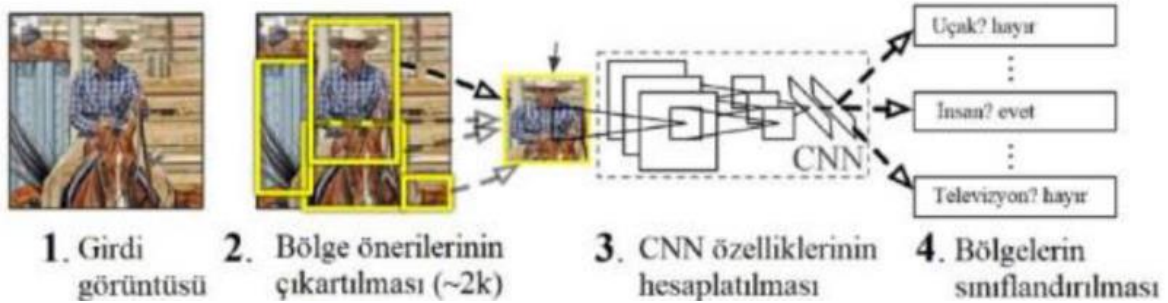 Uçak? hayır
⋮
İnsan? evet
⋮
Televizyon? hayır
CNN
1. Girdi
görüntüsü
2. Bölge önerilerinin
çıkartılması (~2k)
3. CNN özelliklerinin
hesaplatılması
4. Bölgelerin
sınıflandırılması